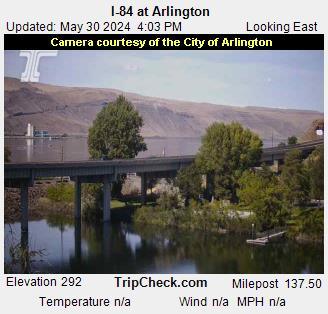 I-84 at Arlington
Updated: May 30 2024 4:03 PM Looking East
Camera courtesy of the City of Arlington
Elevation 292 TripCheck.com Milepost 137.50
Temperature n/a Wind n/a MPH n/a